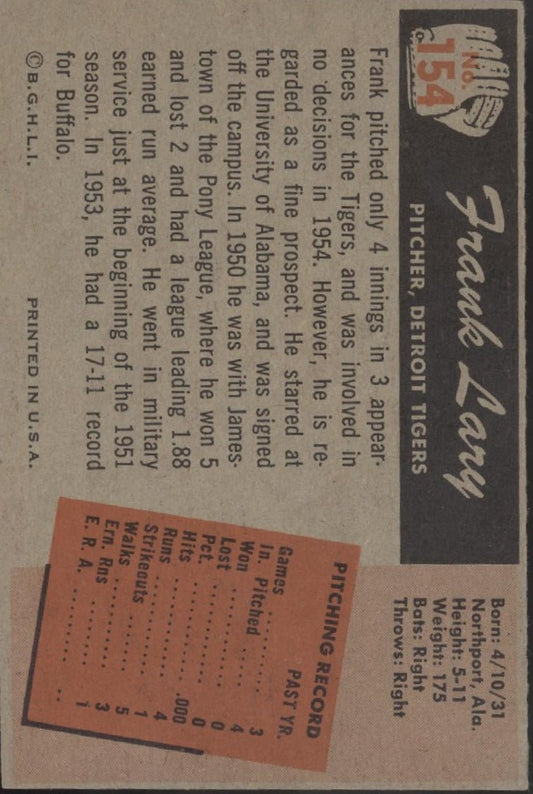 No.
154
Frank Lary
PITCHER, DETROIT TIGERS
Born: 4/10/31
Northport, Ala.
Height: 5-11
Weight: 175
Bats: Right
Throws: Right
Frank pitched only 4 innings in 3 appear-
ances for the Tigers, and was involved in
no decisions in 1954. However, he is re-
garded as a fine prospect. He starred at
the University of Alabama, and was signed
off the campus. In 1950 he was with James-
town of the Pony League, where he won 5
and lost 2 and had a league leading 1.88
earned run average. He went in military
service just at the beginning of the 1951
season. In 1953, he had a 17-11 record
for Buffalo.
© B.G.H.L.I. PRINTED IN U.S.A.
PITCHING RECORD
PAST YR.
Games ........ 3
In. Pitched ........ 4
Won ........ 0
Lost ........ 0
Pct. ........ .000
Hits ........ 4
Runs ........ 1
Strikeouts ........ 5
Walks ........ 3
Ern. Rns ........ 1
E. R. A. ........ ..